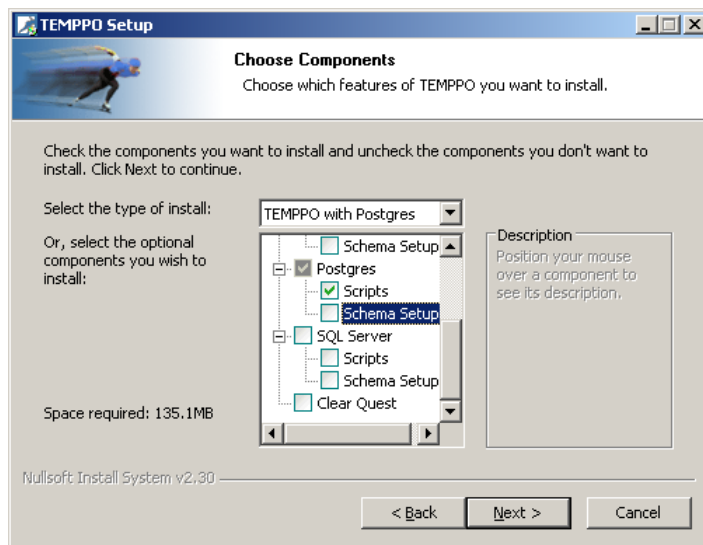 TEMPPO Setup
Choose Components
Choose which features of TEMPPO you want to install.
Check the components you want to install and uncheck the components you don't want to
install. Click Next to continue.
Select the type of install:
TEMPPO with Postgres
Or, select the optional
components you wish to
install:
Schema Setup
Postgres
Scripts
Schema Setup
SQL Server
Scripts
Schema Setup
Clear Quest
Description
Position your mouse
over a component to
see its description.
Space required: 135.1MB
Nullsoft Install System v2.30
< Back
Next >
Cancel